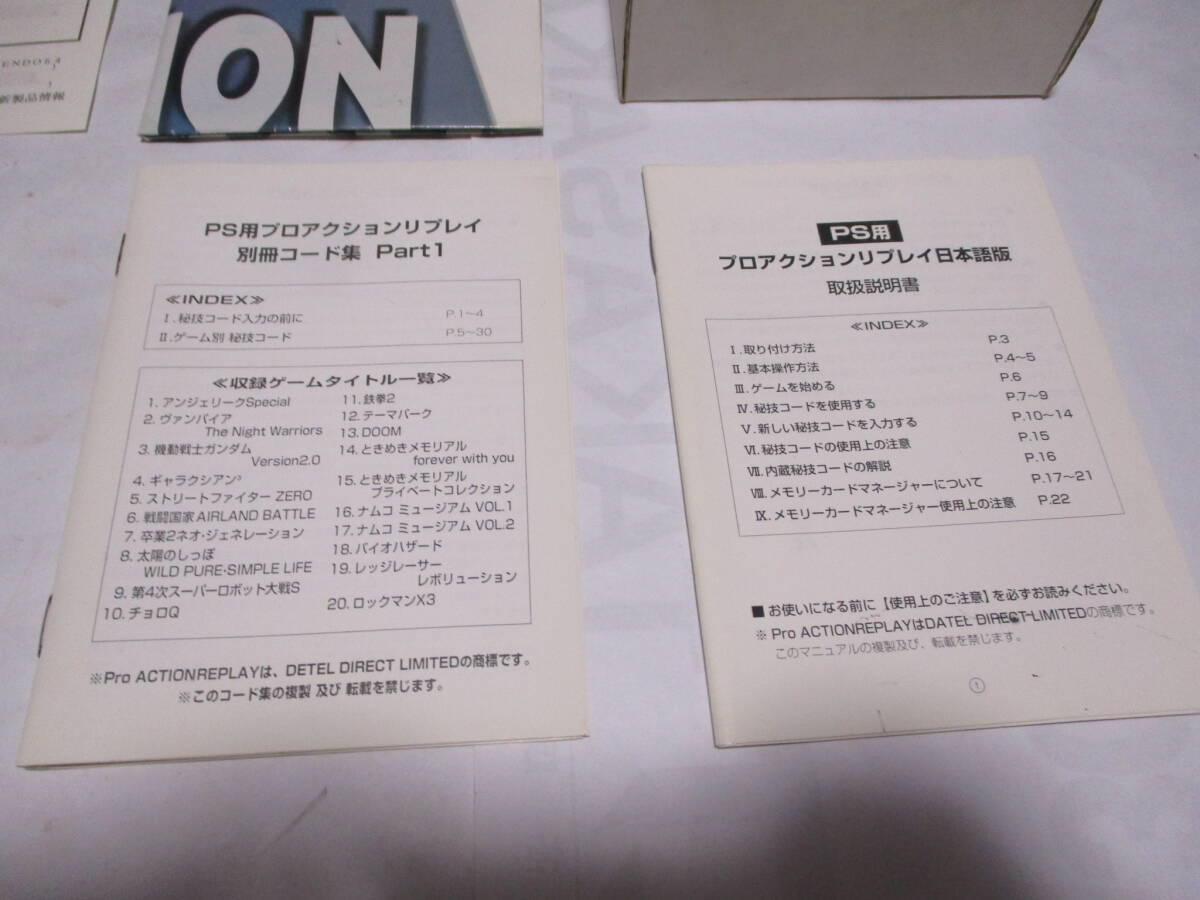 ENDO64
新製品情報
ION
PS用プロアクションリプレイ
別冊コード集 Part1
≪INDEX≫
Ⅰ.秘技コード入力の前に P.1~4
Ⅱ.ゲーム別 秘技コード P.5~30
≪収録ゲームタイトル一覧≫
1. アンジェリークSpecial
2. ヴァンパイア
The Night Warriors
3. 機動戦士ガンダム
Version2.0
4. ギャラクシアン³
5. ストリートファイター ZERO
6. 戦闘国家AIRLAND BATTLE
7. 卒業2ネオ・ジェネレーション
8. 太陽のしっぽ
WILD PURE・SIMPLE LIFE
9. 第4次スーパーロボット大戦S
10. チョロQ
11. 鉄拳2
12. テーマパーク
13. DOOM
14. ときめきメモリアル
forever with you
15. ときめきメモリアル
プライベートコレクション
16. ナムコ ミュージアム VOL.1
17. ナムコ ミュージアム VOL.2
18. バイオハザード
19. レッジレーサー
レボリューション
20. ロックマンX3
※Pro ACTIONREPLAYは、DETEL DIRECT LIMITEDの商標です。
※このコード集の複製 及び 転載を禁じます。
PS用
プロアクションリプレイ日本語版
取扱説明書
≪INDEX≫
Ⅰ.取り付け方法 P.3
Ⅱ.基本操作方法 P.4~5
Ⅲ.ゲームを始める P.6
Ⅳ.秘技コードを使用する P.7~9
Ⅴ.新しい秘技コードを入力する P.10~14
Ⅵ.秘技コードの使用上の注意 P.15
Ⅶ.内蔵秘技コードの解説 P.16
Ⅷ.メモリーカードマネージャーについて P.17~21
Ⅸ.メモリーカードマネージャー使用上の注意 P.22
■ お使いになる前に【使用上のご注意】を必ずお読みください。
※ Pro ACTIONREPLAYはDATEL DIRECT LIMITEDの商標です。
このマニュアルの複製及び、転載を禁じます。
①